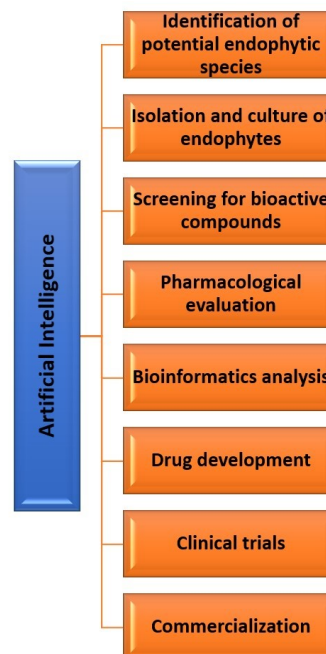 Artificial Intelligence
Identification of
potential endophytic
species
Isolation and culture of
endophytes
Screening for bioactive
compounds
Pharmacological
evaluation
Bioinformatics analysis
Drug development
Clinical trials
Commercialization